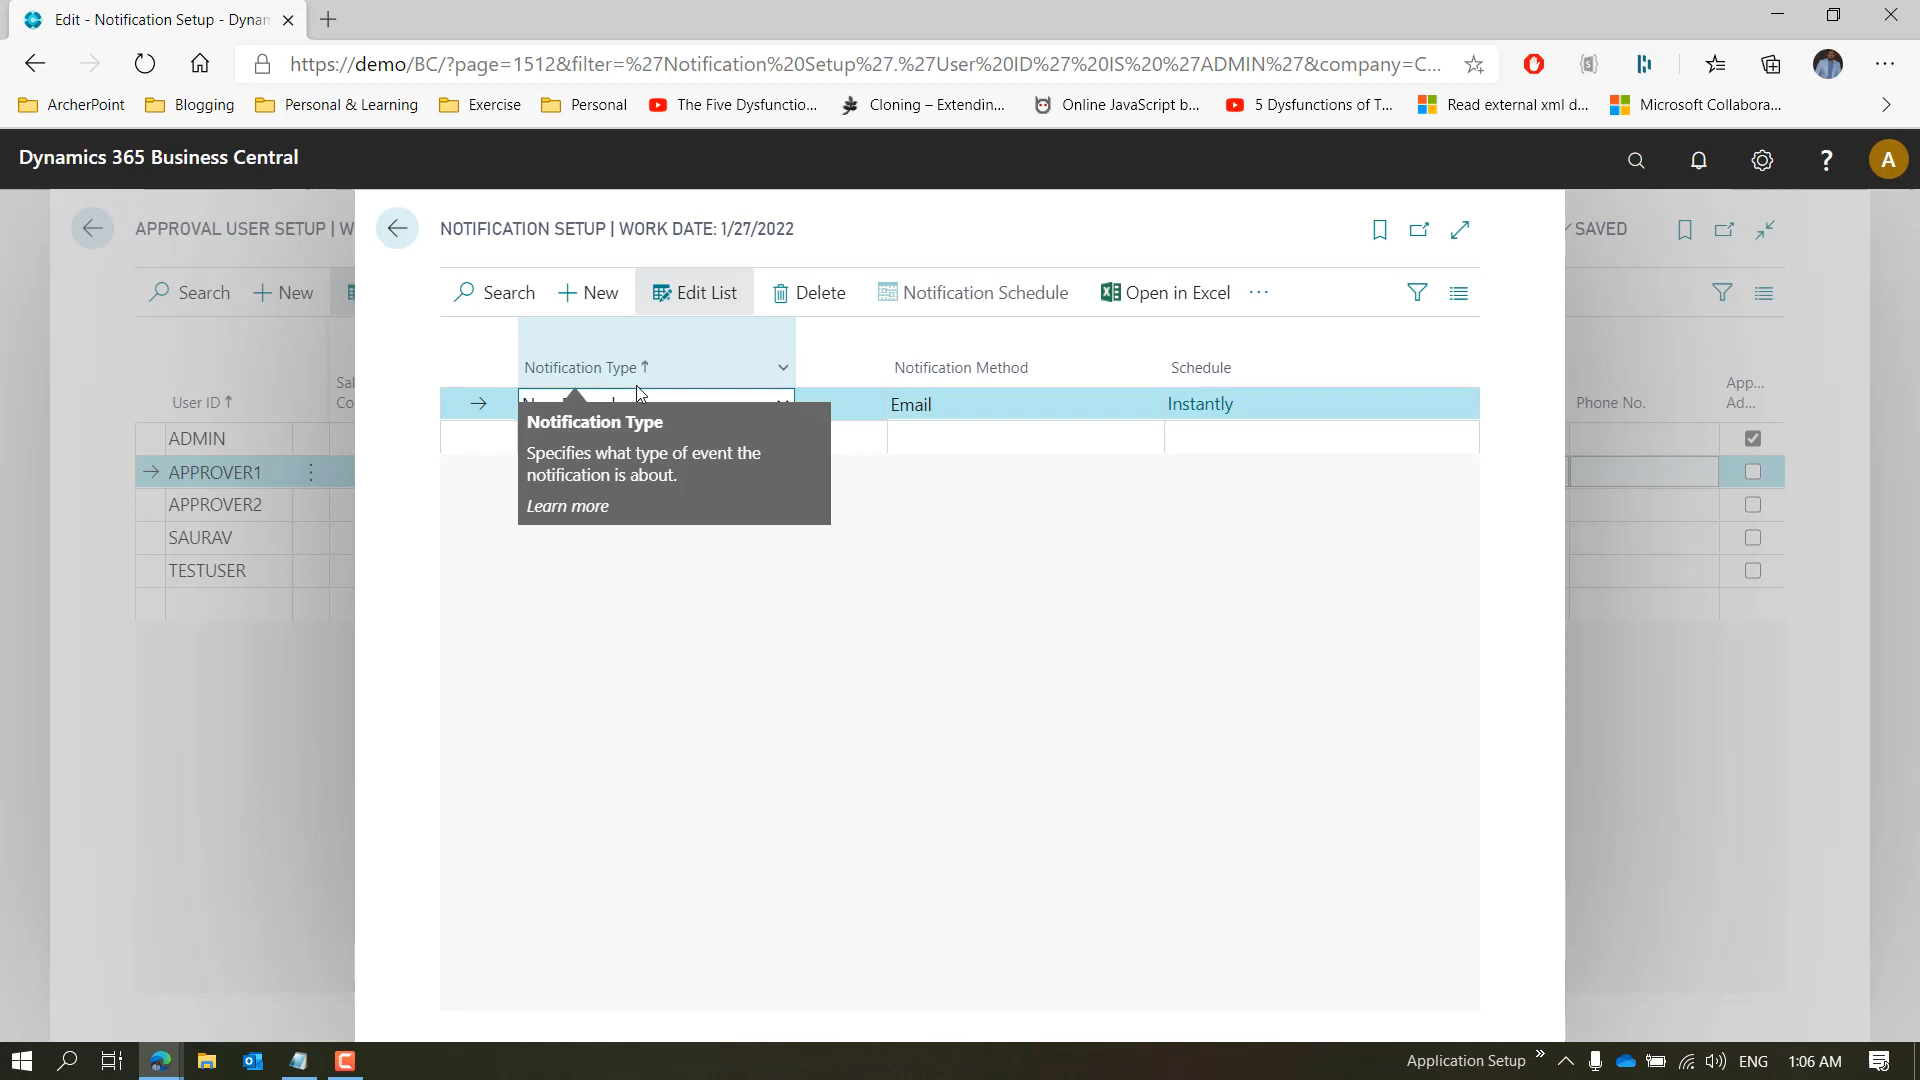 Edit - Notification Setup - Dynam
https://demo/BC/?page=1512&filter=%27Notification%20Setup%27.%27User%20ID%27%20IS%20%27ADMIN%27&company=C...
ArcherPoint
Blogging
Personal & Learning
Exercise
Personal
The Five Dysfunctio...
Cloning – Extendin...
Online JavaScript b...
5 Dysfunctions of T...
Read external xml d...
Microsoft Collabora...
Dynamics 365 Business Central
?
A
APPROVAL USER SETUP | W
NOTIFICATION SETUP | WORK DATE: 1/27/2022
✓ SAVED
Search
+ New
Search
+ New
Edit List
Delete
Notification Schedule
Open in Excel
...
User ID ↑
Sal
Co
Notification Type ↑
Notification Method
Schedule
Phone No.
App...
Ad...
Email
Instantly
Notification Type
Specifies what type of event the
notification is about.
Learn more
ADMIN
APPROVER1
APPROVER2
SAURAV
TESTUSER
Application Setup
ENG
1:06 AM